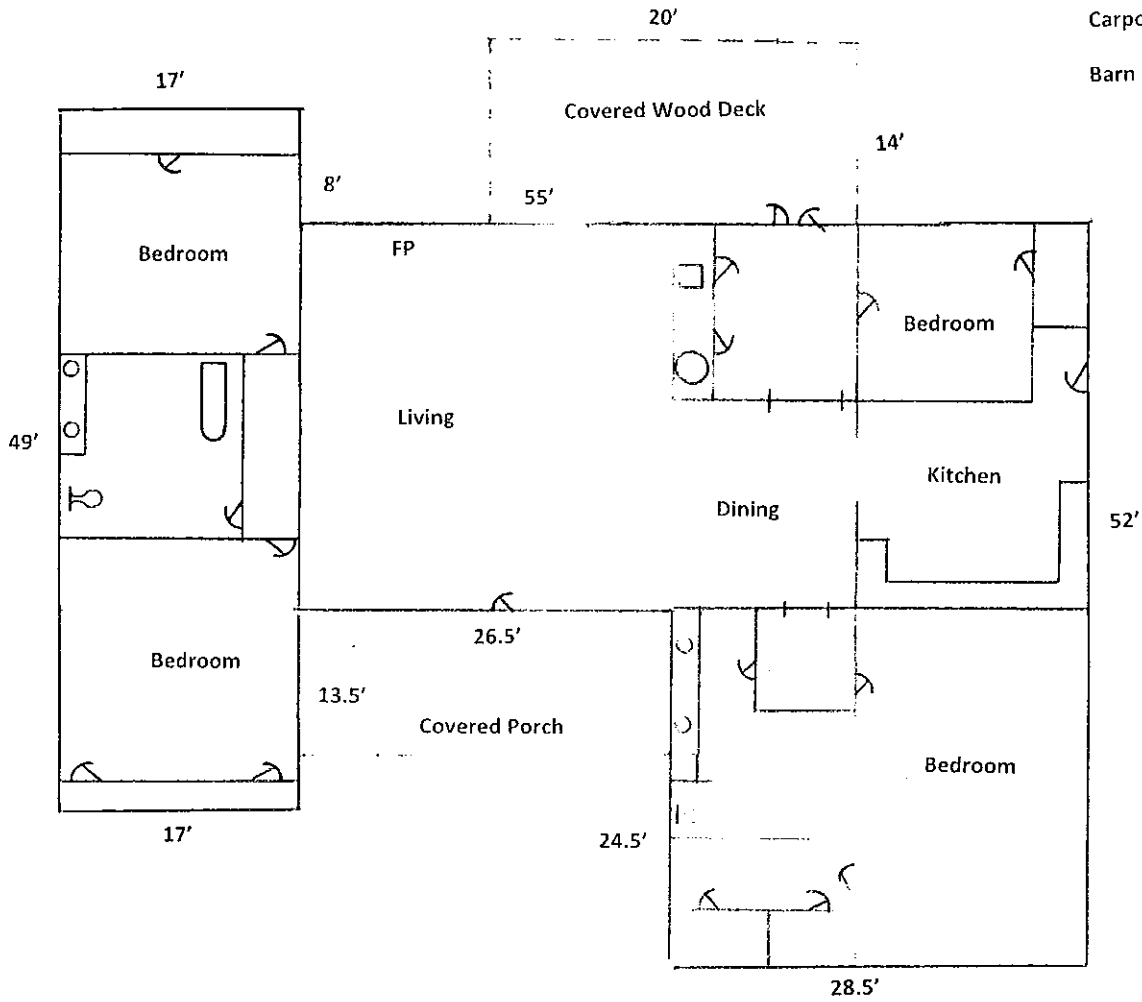 20'
Carpo
17'
Barn
Covered Wood Deck
14'
8'
55'
FP
Bedroom
Bedroom
Living
49'
Kitchen
Dining
52'
26.5'
Bedroom
13.5'
Covered Porch
Bedroom
17'
24.5'
28.5'